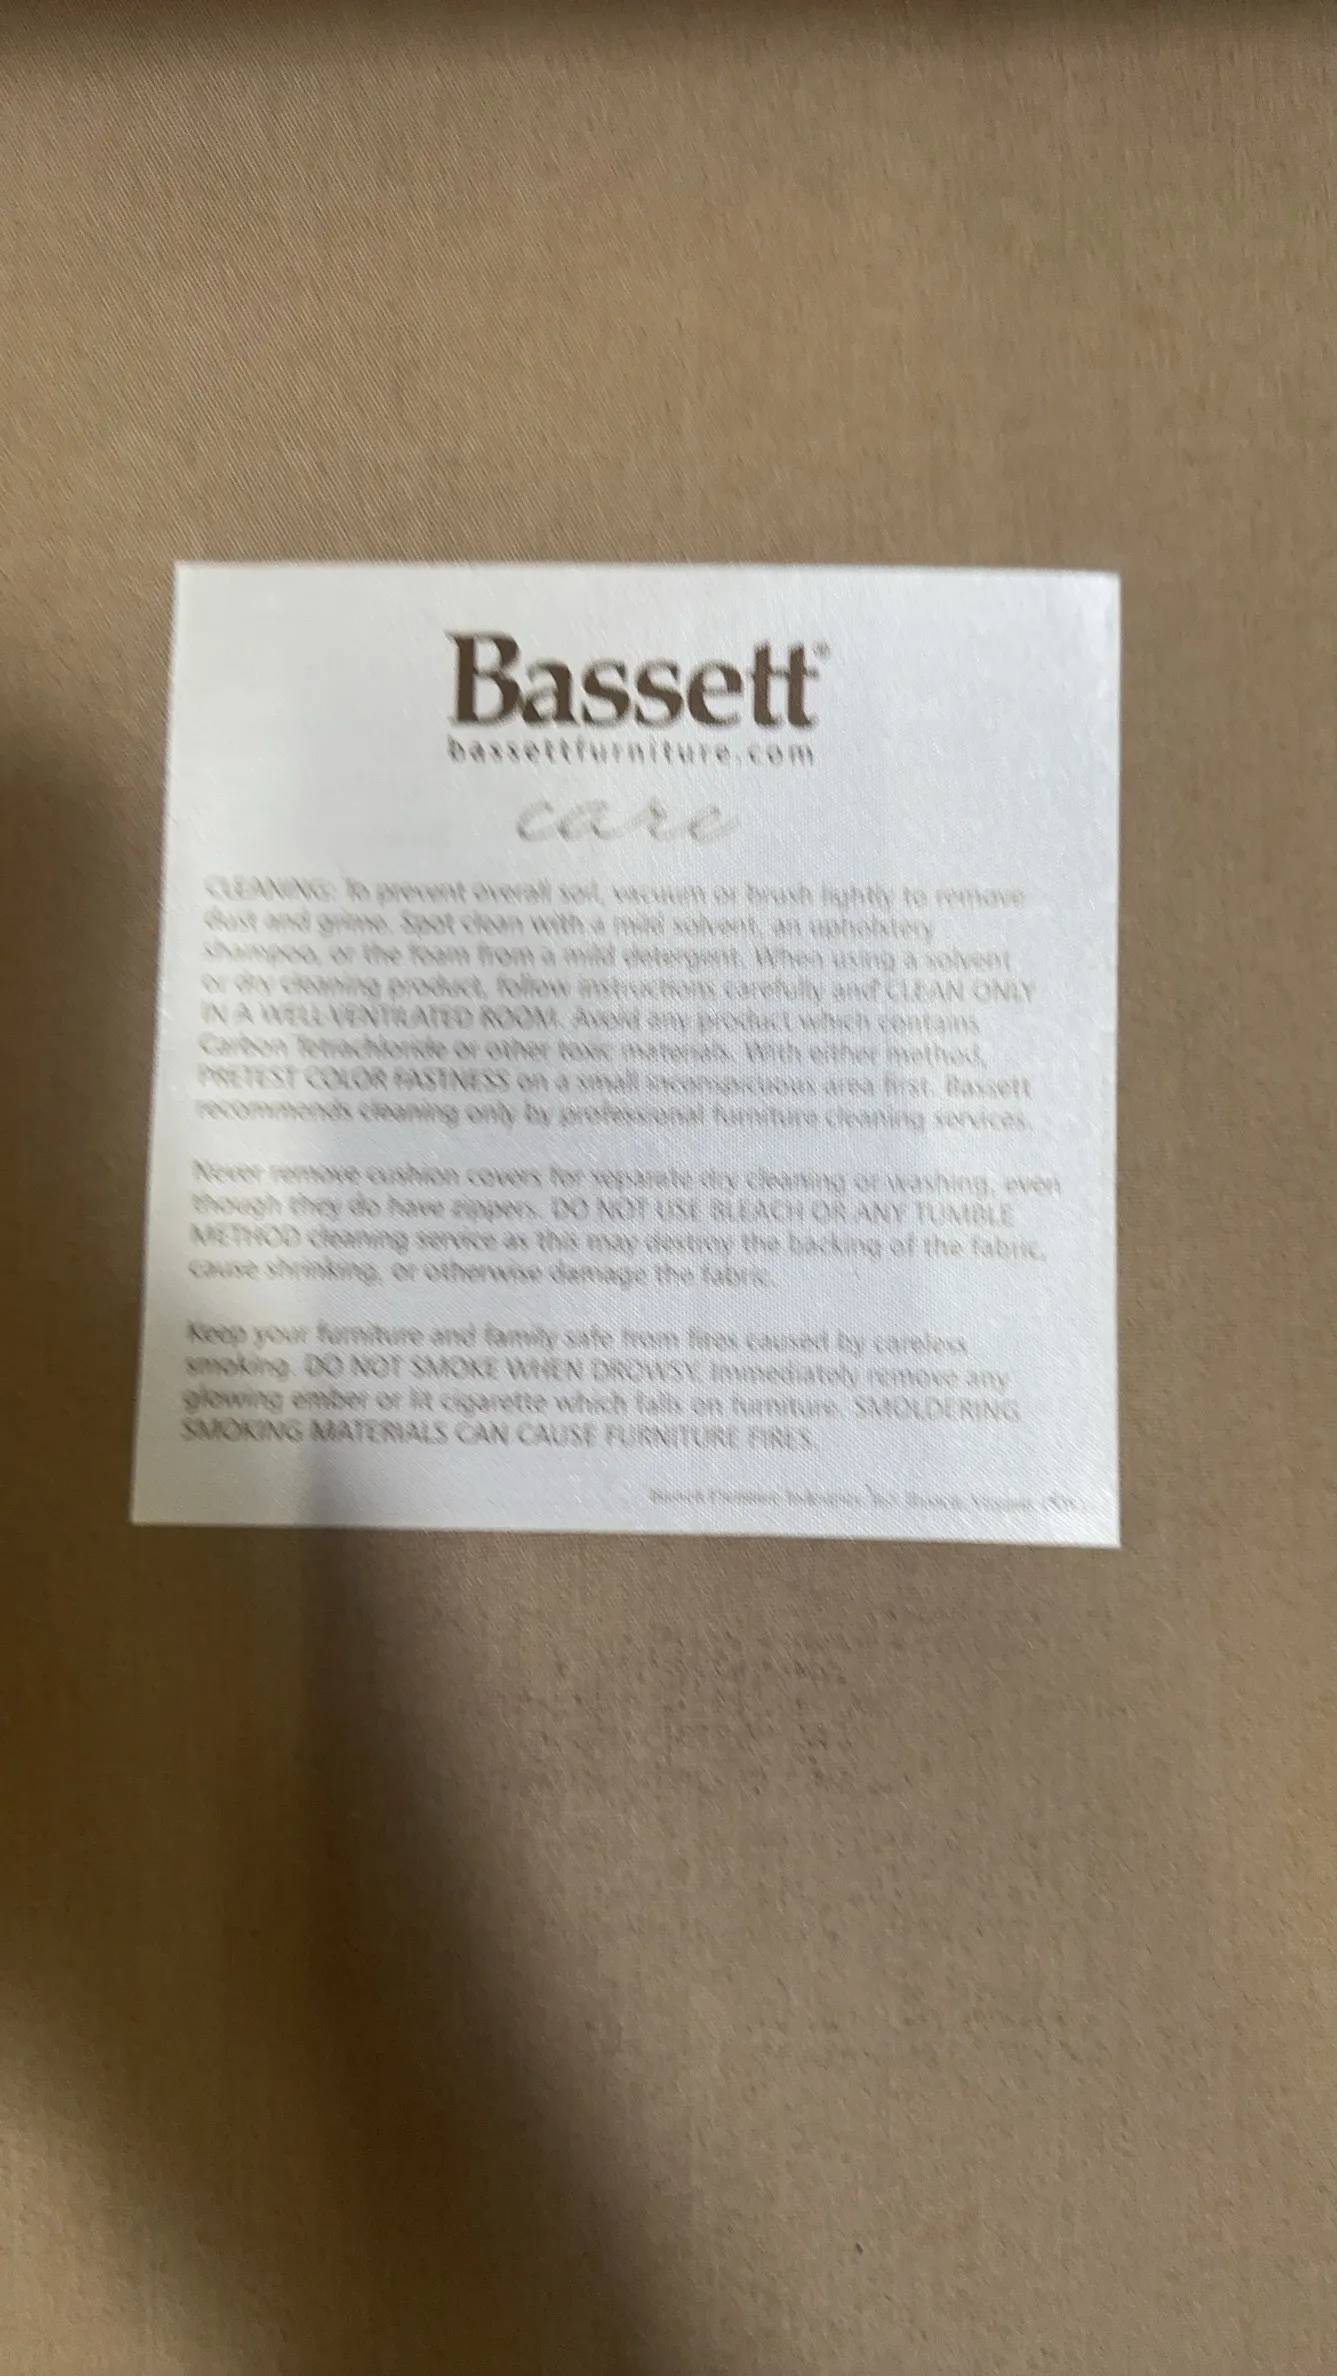 Bassett®
bassettfurniture.com
care
CLEANING: To prevent overall soil, vacuum or brush lightly to remove
dust and grime. Spot clean with a mild solvent, an upholstery
shampoo, or the foam from a mild detergent. When using a solvent
or dry cleaning product, follow instructions carefully and CLEAN ONLY
IN A WELL VENTILATED ROOM. Avoid any product which contains
Carbon Tetrachloride or other toxic materials. With either method,
PRETEST COLOR FASTNESS on a small inconspicuous area first. Bassett
recommends cleaning only by professional furniture cleaning services.
Never remove cushion covers for separate dry cleaning or washing, even
though they do have zippers. DO NOT USE BLEACH OR ANY TUMBLE
METHOD cleaning service as this may destroy the backing of the fabric,
cause shrinking, or otherwise damage the fabric.
Keep your furniture and family safe from fires caused by careless
smoking. DO NOT SMOKE WHEN DROWSY. Immediately remove any
glowing ember or lit cigarette which falls on furniture. SMOLDERING
SMOKING MATERIALS CAN CAUSE FURNITURE FIRES.
Bassett Furniture Industries, Inc. Bassett, Virginia